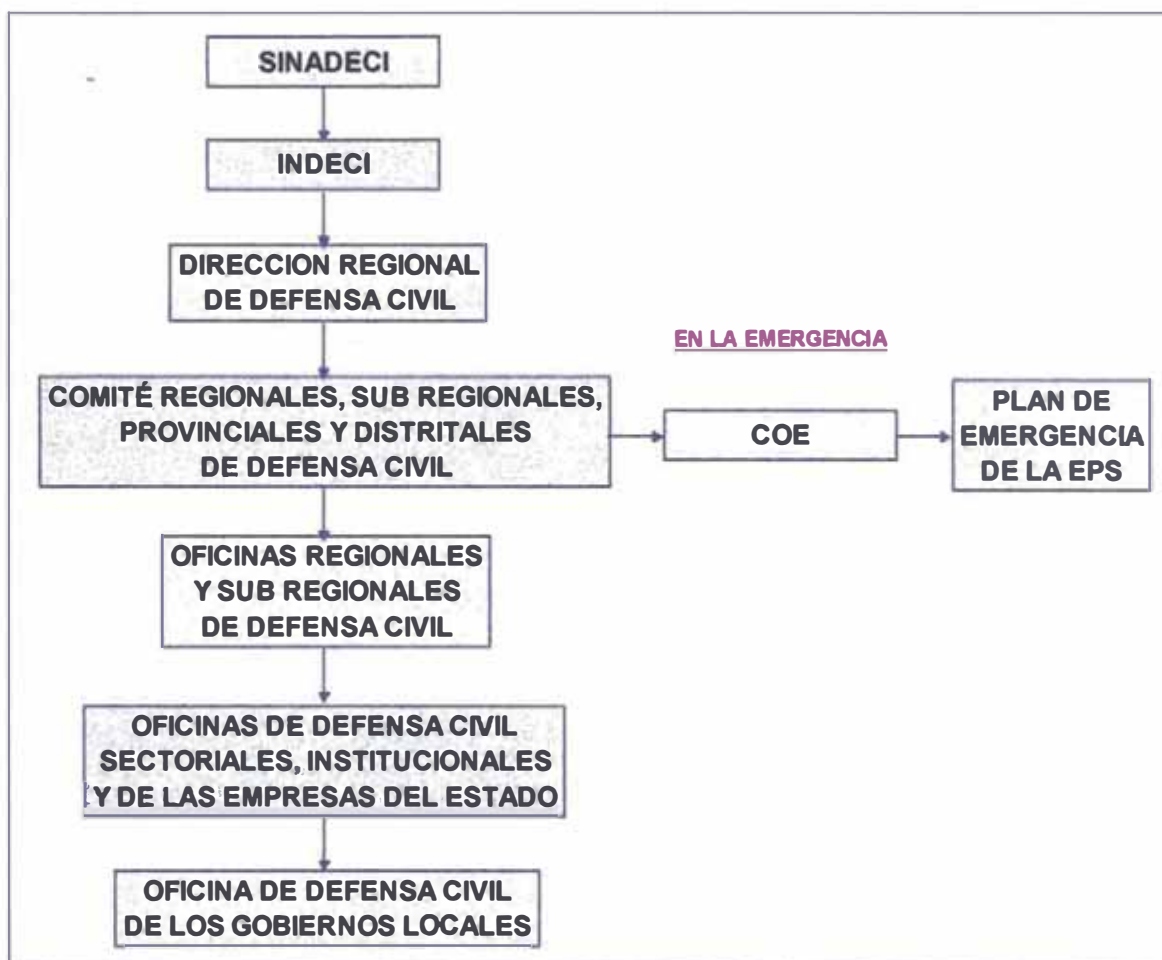 SINADECI
INDECI
DIRECCION REGIONAL
DE DEFENSA CIVIL
EN LA EMERGENCIA
COMITÉ REGIONALES, SUB REGIONALES,
PROVINCIALES Y DISTRITALES
DE DEFENSA CIVIL
COE
PLAN DE
EMERGENCIA
DE LA EPS
OFICINAS REGIONALES
Y SUB REGIONALES
DE DEFENSA CIVIL
OFICINAS DE DEFENSA CIVIL
SECTORIALES, INSTITUCIONALES
Y DE LAS EMPRESAS DEL ESTADO
OFICINA DE DEFENSA CIVIL
DE LOS GOBIERNOS LOCALES